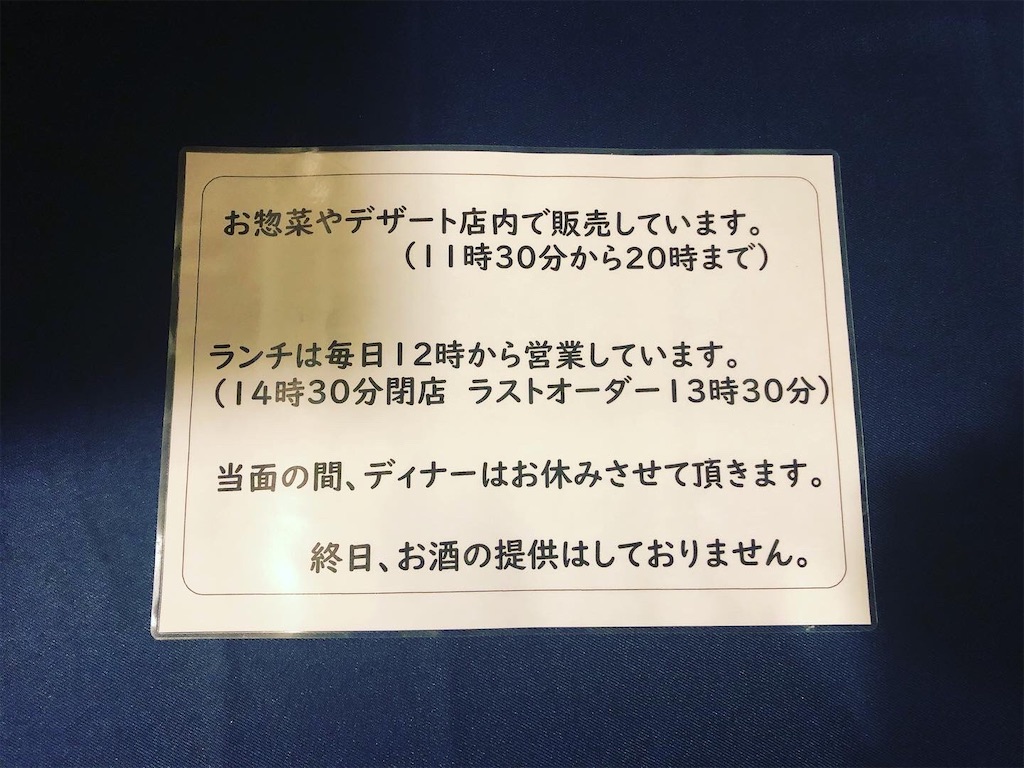 お惣菜やデザート店内で販売しています。
（11時30分から20時まで）
ランチは毎日12時から営業しています。
（14時30分閉店 ラストオーダー13時30分）
当面の間、ディナーはお休みさせて頂きます。
終日、お酒の提供はしておりません。